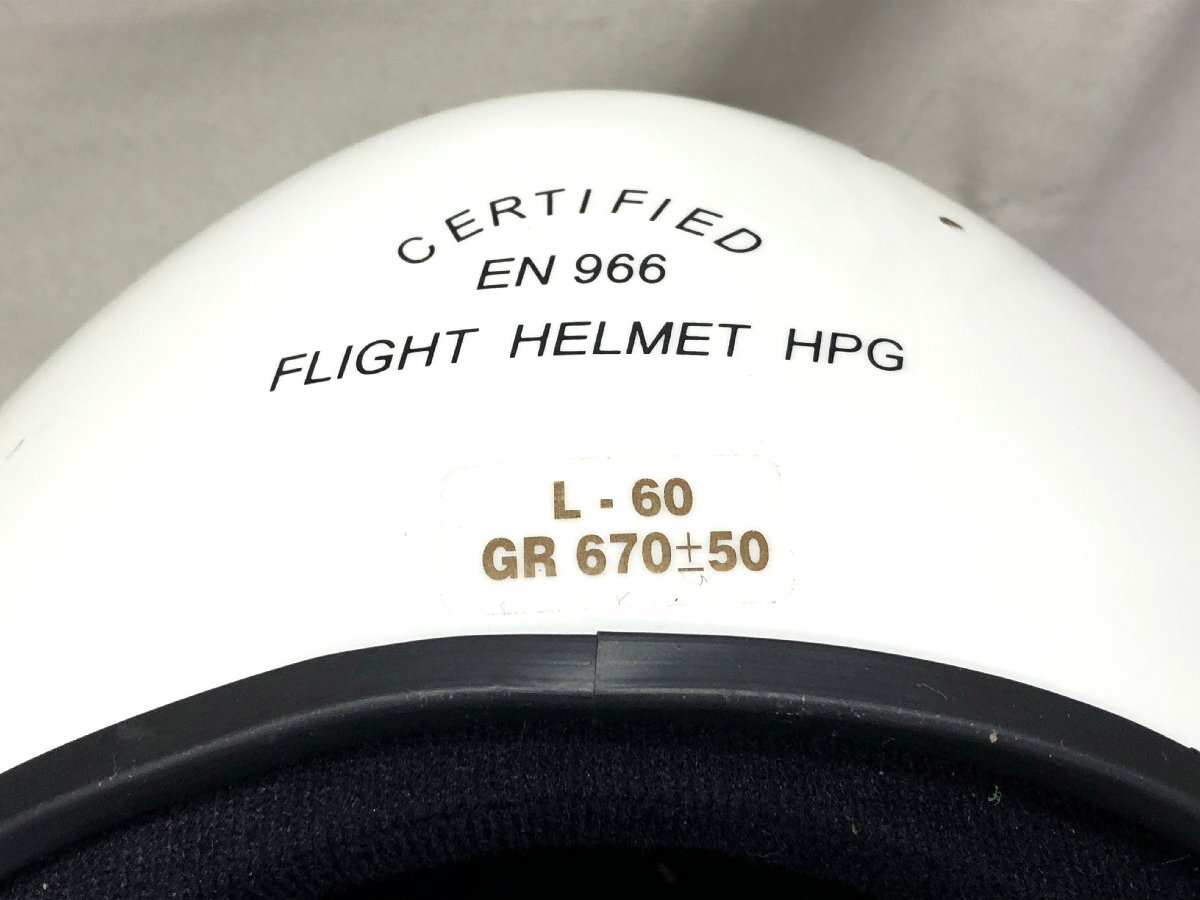 CERTIFIED
EN 966
FLIGHT HELMET HPG
L - 60
GR 670±50